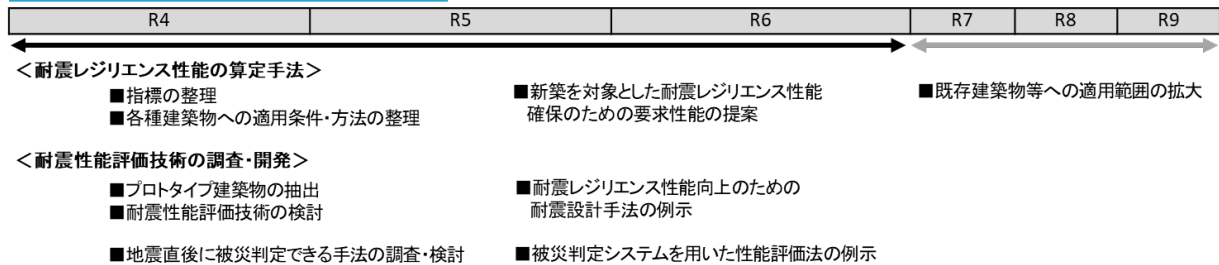 R4 R5 R6 R7 R8 R9
＜耐震レジリエンス性能の算定手法＞
■指標の整理
■各種建築物への適用条件・方法の整理
■新築を対象とした耐震レジリエンス性能
確保のための要求性能の提案
■既存建築物等への適用範囲の拡大
＜耐震性能評価技術の調査・開発＞
■プロトタイプ建築物の抽出
■耐震性能評価技術の検討
■耐震レジリエンス性能向上のための
耐震設計手法の例示
■地震直後に被災判定できる手法の調査・検討
■被災判定システムを用いた性能評価法の例示